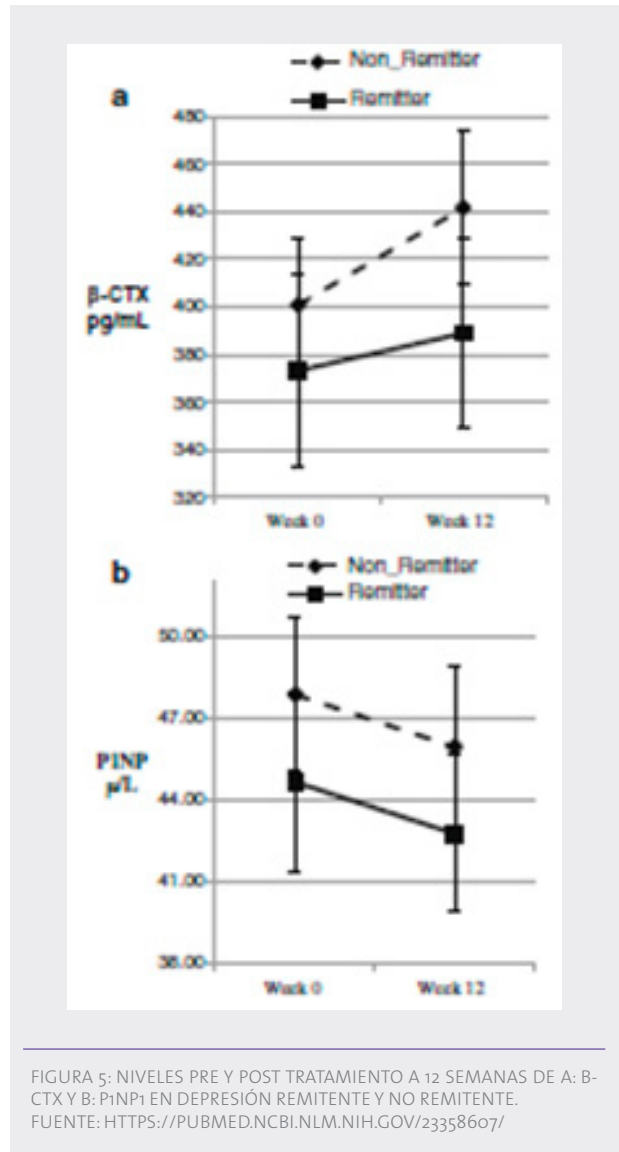 Non_Remitter
a
Remitter
480
460
440
420
β-CTX
400
pg/mL
380
360
340
320
Week 0 Week 12
b
Non_Remitter
Remitter
50.00
47.00
P1NP
44.00
41.00
38.00
Week 0 Week 12
FIGURA 5: NIVELES PRE Y POST TRATAMIENTO A 12 SEMANAS DE A: B-
CTX Y B: P1NP1 EN DEPRESIÓN REMITENTE Y NO REMITENTE.
FUENTE: HTTPS://PUBMED.NCBI.NLM.NIH.GOV/23358607/